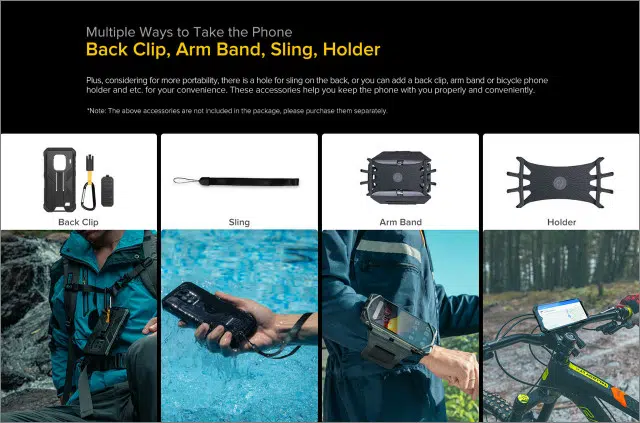 Multiple Ways to Take the Phone
Back Clip, Arm Band, Sling, Holder
Plus, considering for more portability, there is a hole for sling on the back, or you can add a back clip, arm band or bicycle phone
holder and etc. for your convenience. These accessories help you keep the phone with you properly and conveniently.
*Note: The above accessories are not included in the package, please purchase them separately.
Back Clip
Sling
Arm Band
Holder